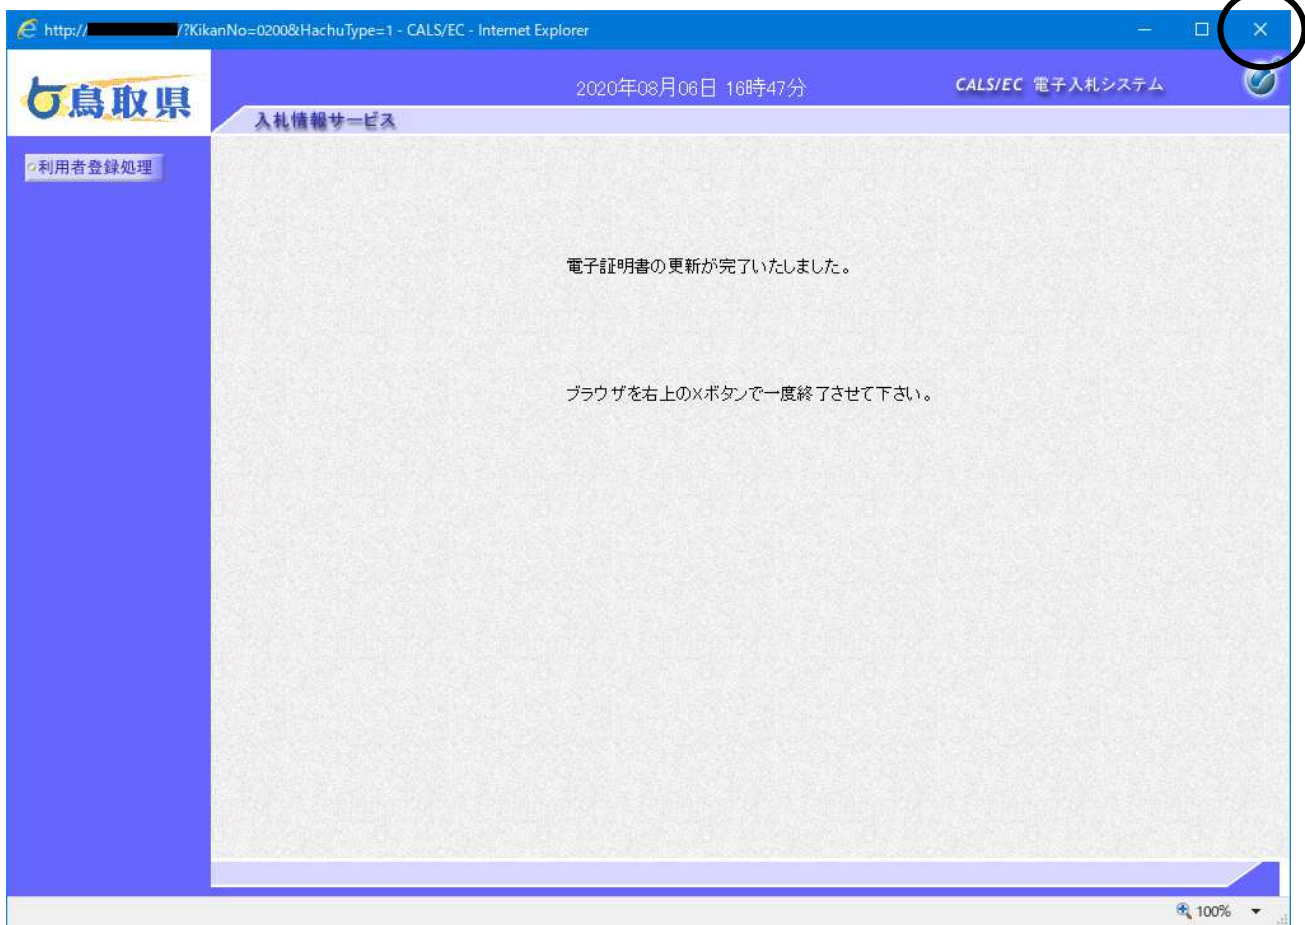 http:// /?KikanNo=0200&HachuType=1 - CALS/EC - Internet Explorer
鳥取県
2020年08月06日 16時47分
CALS/EC 電子入札システム
入札情報サービス
利用者登録処理
電子証明書の更新が完了いたしました。
ブラウザを右上の×ボタンで一度終了させて下さい。
100%